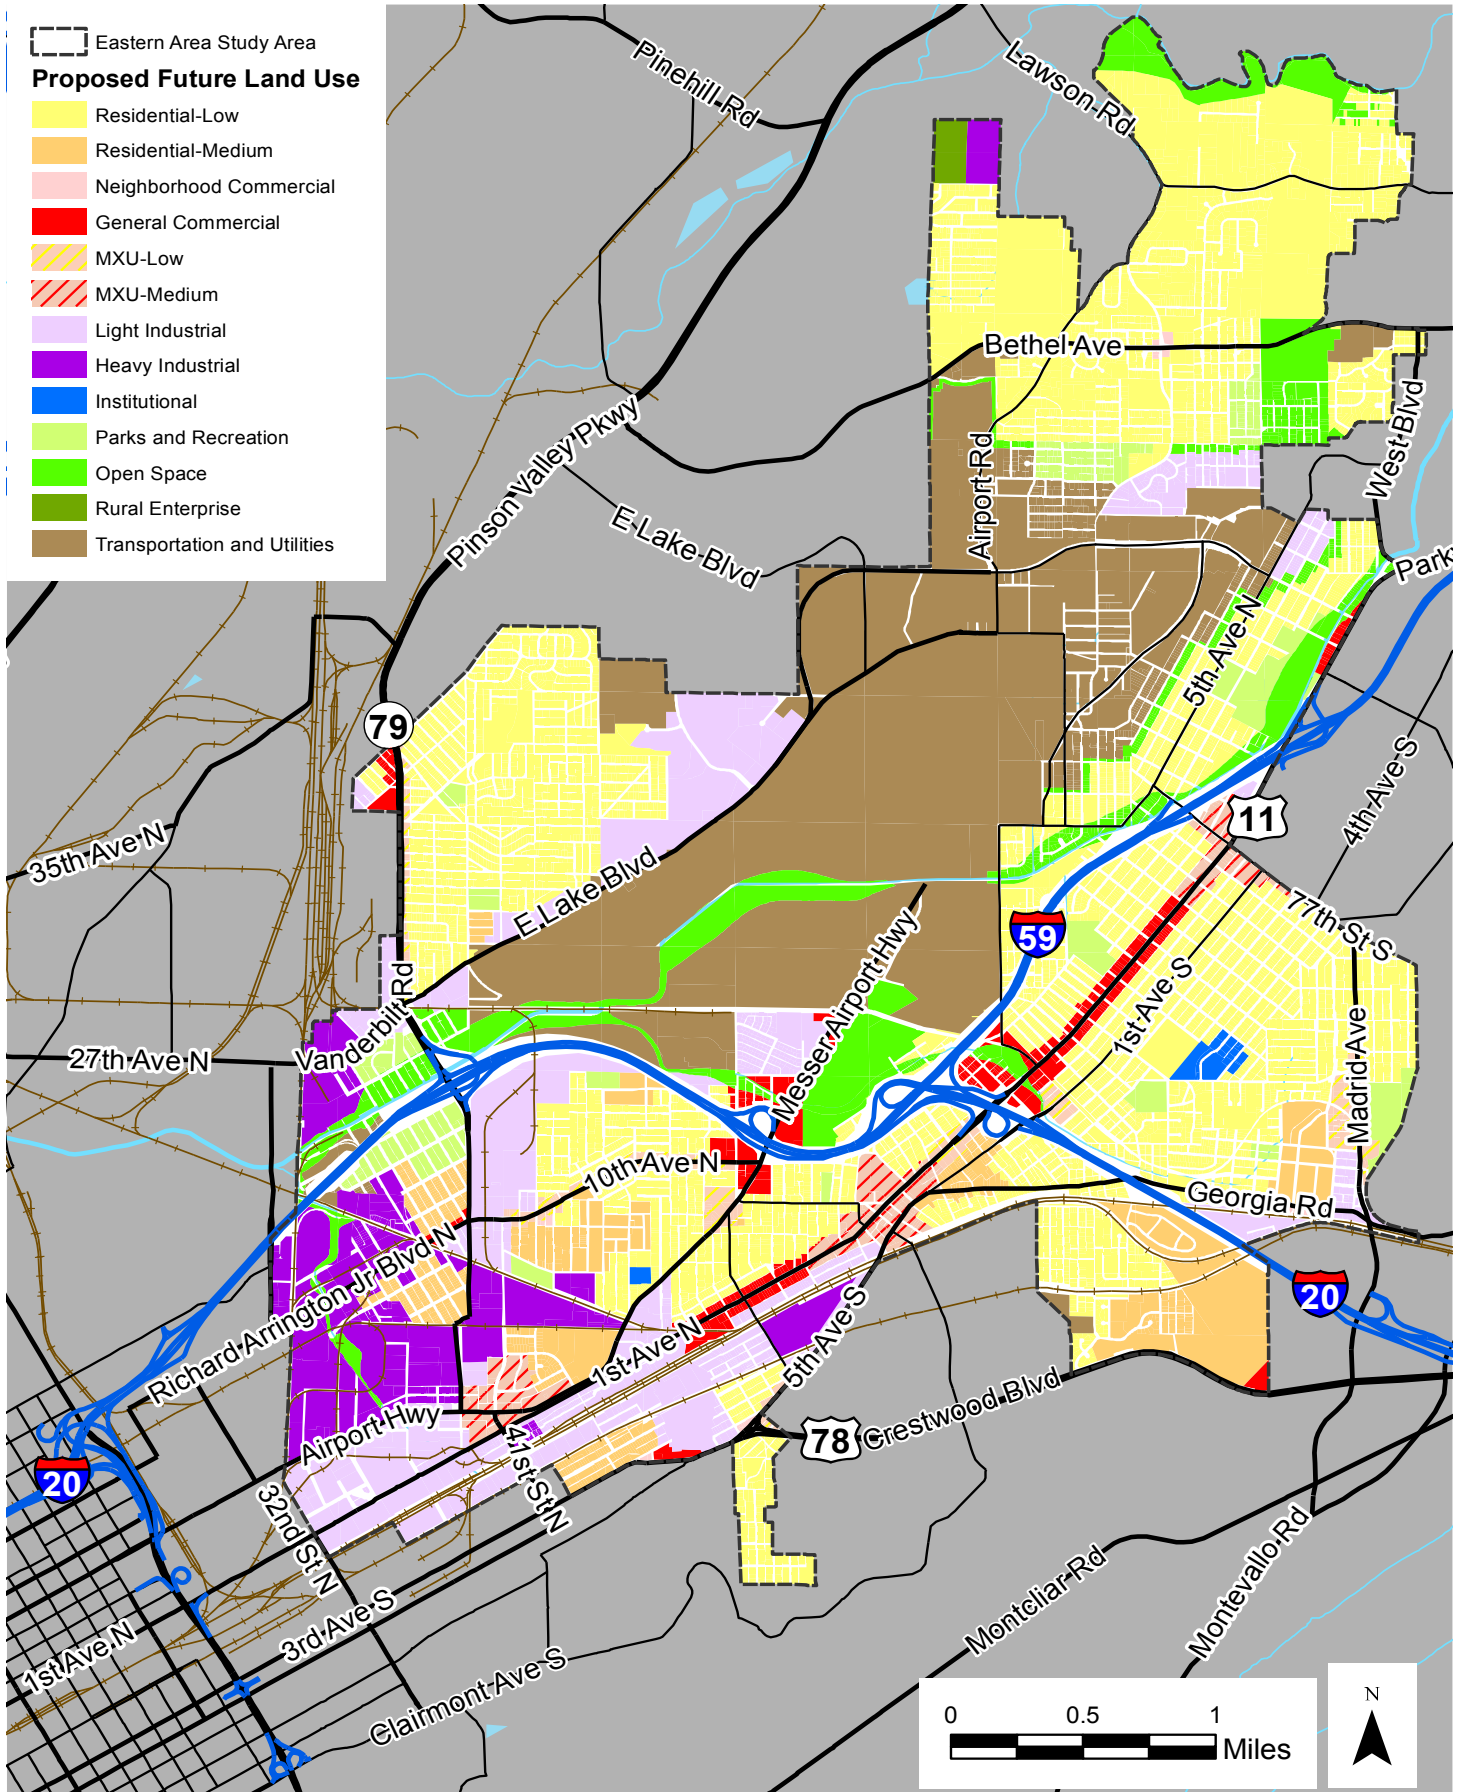 Eastern Area Study Area
Proposed Future Land Use
Residential-Low
Residential-Medium
Neighborhood Commercial
General Commercial
MXU-Low
MXU-Medium
Light Industrial
Heavy Industrial
Institutional
Parks and Recreation
Open Space
Rural Enterprise
Transportation and Utilities
Pinehill Rd
Lawson Rd
Bethel Ave
West Blvd
Pinson Valley Pkwy
Airport Rd
E Lake Blvd
Park
5th Ave N
79
4th Ave S
11
35th Ave N
E Lake Blvd
77th St S
59
Messer Airport Hwy
1st Ave S
Vanderbilt Rd
27th Ave N
Madrid Ave
10th Ave N
Georgia Rd
Richard Arrington Jr Blvd N
20
5th Ave S
1st Ave N
Crestwood Blvd
78
Airport Hwy
41st St N
20
32nd St N
Montevallo Rd
Montcliar Rd
3rd Ave S
1st Ave N
Clairmont Ave S
N
0 0.5 1
Miles